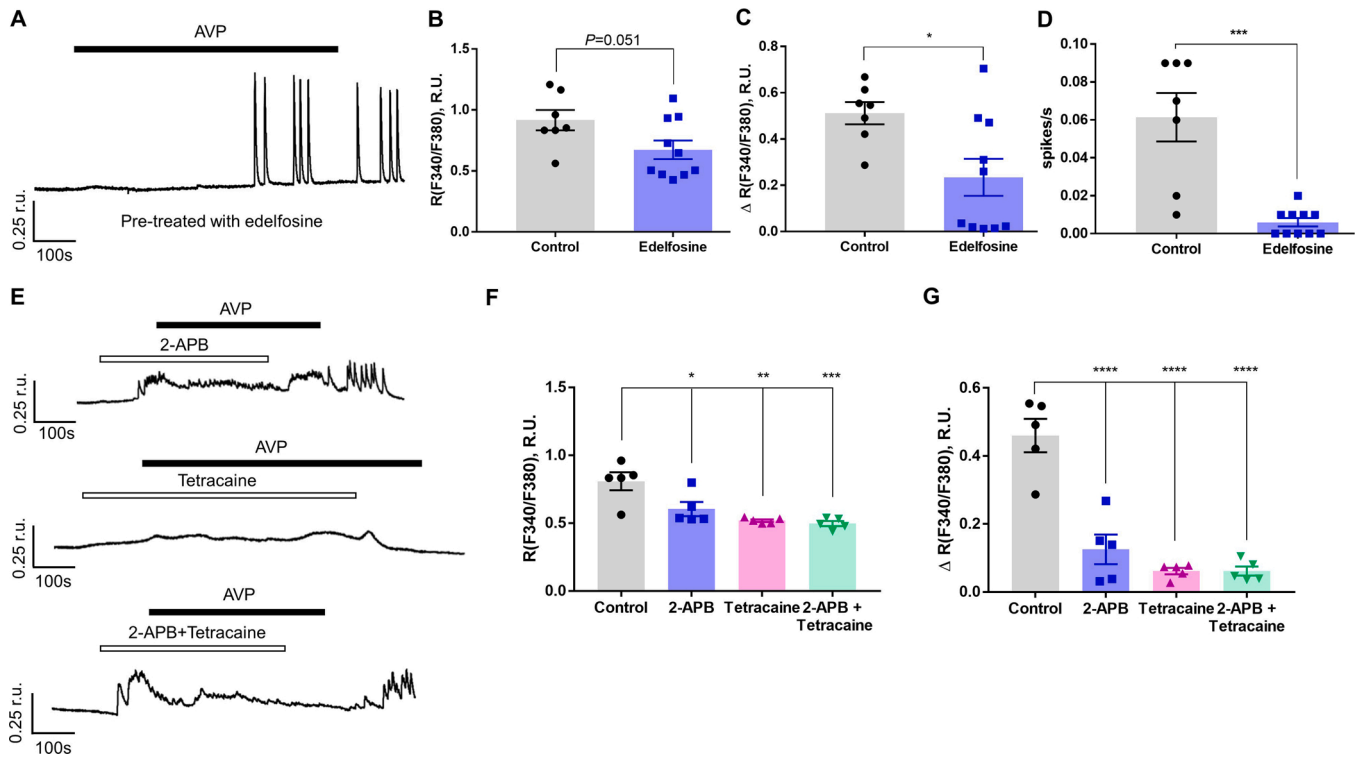 A
AVP
0.25 r.u.
100s
Pre-treated with edelfosine
B
R(F340/F380), R.U.
1.5
1.0
0.5
0.0
P=0.051
Control
Edelfosine
C
Δ R(F340/F380), R.U.
0.8
0.6
0.4
0.2
0.0
*
Control
Edelfosine
D
spikes/s
0.10
0.08
0.06
0.04
0.02
0.00
***
Control
Edelfosine
E
AVP
2-APB
0.25 r.u.
100s
AVP
Tetracaine
0.25 r.u.
100s
AVP
2-APB+Tetracaine
0.25 r.u.
100s
F
R(F340/F380), R.U.
1.5
1.0
0.5
0.0
*
**
***
Control
2-APB
Tetracaine
2-APB +
Tetracaine
G
Δ R(F340/F380), R.U.
0.6
0.4
0.2
0.0
****
****
****
Control
2-APB
Tetracaine
2-APB +
Tetracaine